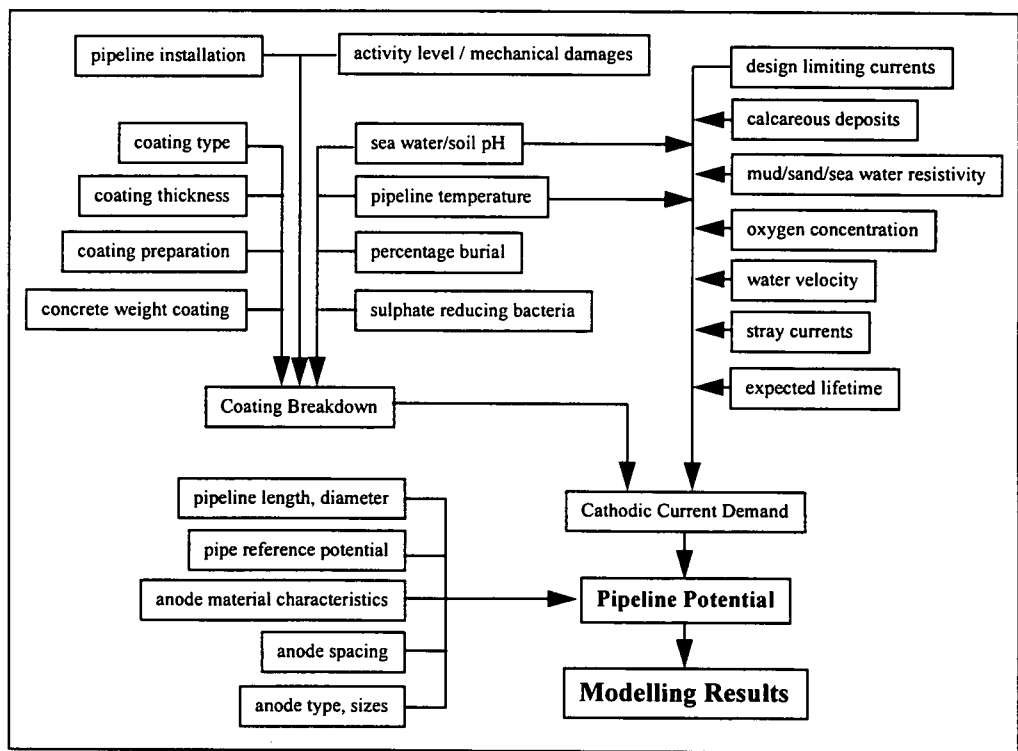 pipeline installation
activity level / mechanical damages
design limiting currents
calcareous deposits
coating type
sea water/soil pH
mud/sand/sea water resistivity
coating thickness
pipeline temperature
oxygen concentration
coating preparation
percentage burial
water velocity
concrete weight coating
sulphate reducing bacteria
stray currents
expected lifetime
Coating Breakdown
pipeline length, diameter
Cathodic Current Demand
pipe reference potential
anode material characteristics
Pipeline Potential
anode spacing
Modelling Results
anode type, sizes